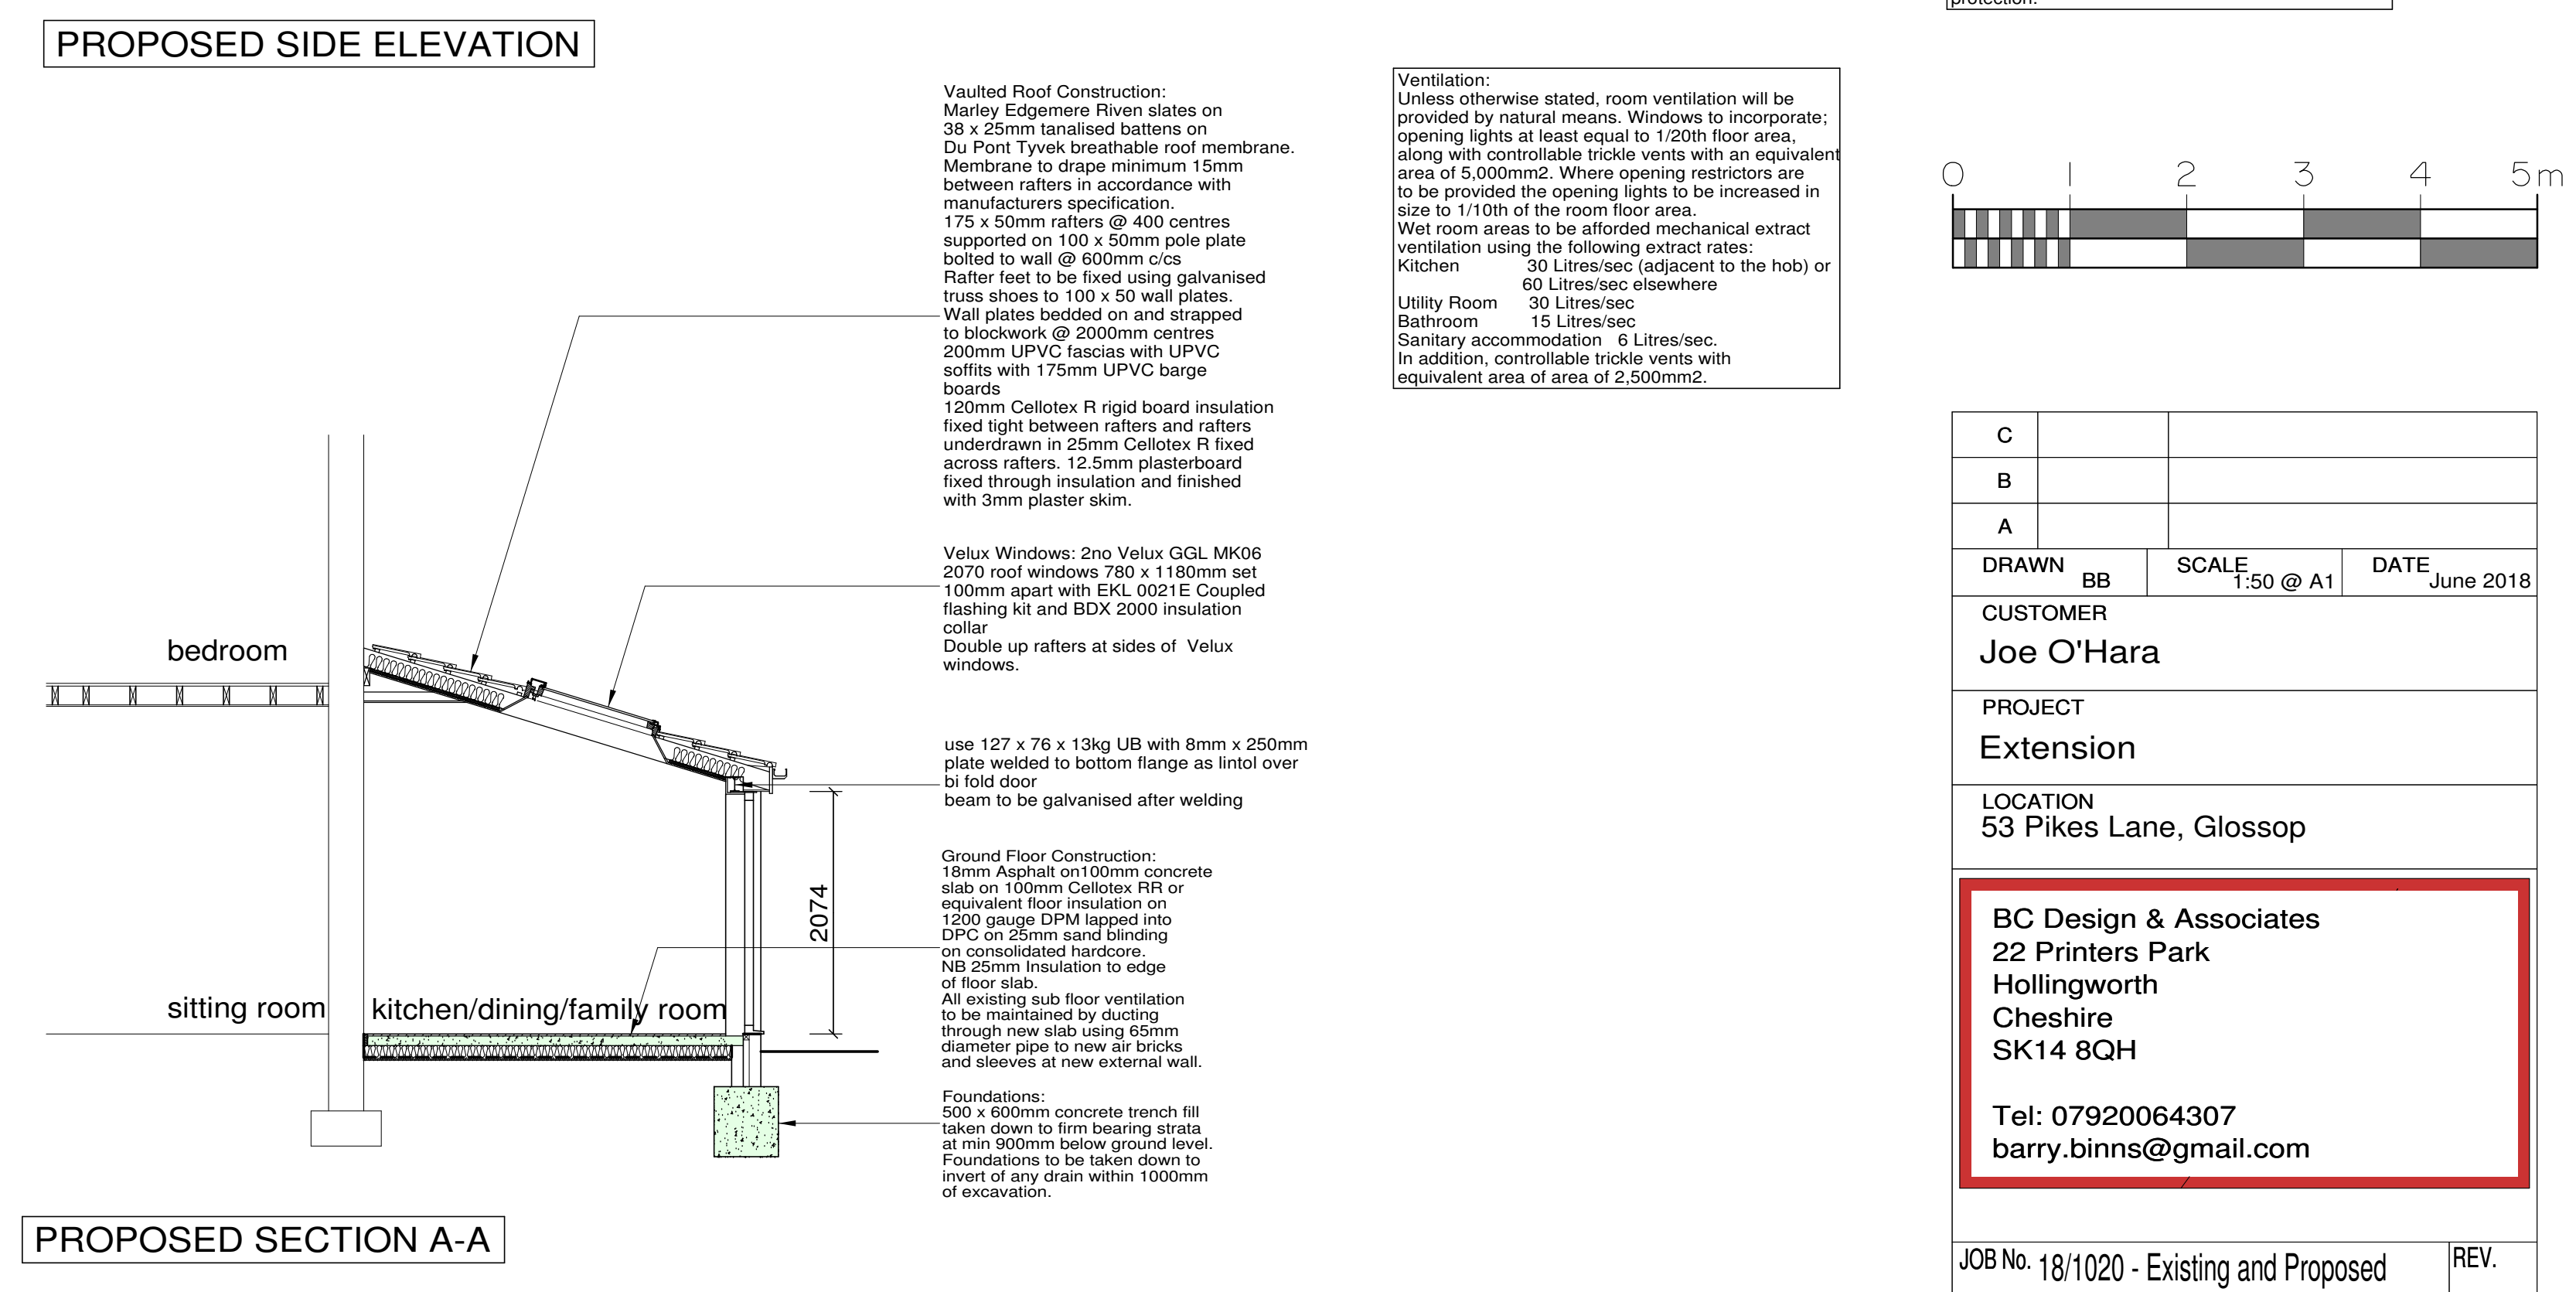 protection.
PROPOSED SIDE ELEVATION
Vaulted Roof Construction:
Marley Edgemere Riven slates on
38 x 25mm tanalised battens on
Du Pont Tyvek breathable roof membrane.
Membrane to drape minimum 15mm
between rafters in accordance with
manufacturers specification.
175 x 50mm rafters @ 400 centres
supported on 100 x 50mm pole plate
bolted to wall @ 600mm c/cs
Rafter feet to be fixed using galvanised
truss shoes to 100 x 50 wall plates.
Wall plates bedded on and strapped
to blockwork @ 2000mm centres
200mm UPVC fascias with UPVC
soffits with 175mm UPVC barge
boards
120mm Cellotex R rigid board insulation
fixed tight between rafters and rafters
underdrawn in 25mm Cellotex R fixed
across rafters. 12.5mm plasterboard
fixed through insulation and finished
with 3mm plaster skim.
Velux Windows: 2no Velux GGL MK06
2070 roof windows 780 x 1180mm set
100mm apart with EKL 0021E Coupled
flashing kit and BDX 2000 insulation
collar
Double up rafters at sides of Velux
windows.
use 127 x 76 x 13kg UB with 8mm x 250mm
plate welded to bottom flange as lintol over
bi fold door
beam to be galvanised after welding
Ground Floor Construction:
18mm Asphalt on100mm concrete
slab on 100mm Cellotex RR or
equivalent floor insulation on
1200 gauge DPM lapped into
DPC on 25mm sand blinding
on consolidated hardcore.
NB 25mm Insulation to edge
of floor slab.
All existing sub floor ventilation
to be maintained by ducting
through new slab using 65mm
diameter pipe to new air bricks
and sleeves at new external wall.
Foundations:
500 x 600mm concrete trench fill
taken down to firm bearing strata
at min 900mm below ground level.
Foundations to be taken down to
invert of any drain within 1000mm
of excavation.
bedroom
sitting room
kitchen/dining/family room
2074
PROPOSED SECTION A-A
Ventilation:
Unless otherwise stated, room ventilation will be
provided by natural means. Windows to incorporate;
opening lights at least equal to 1/20th floor area,
along with controllable trickle vents with an equivalent
area of 5,000mm2. Where opening restrictors are
to be provided the opening lights to be increased in
size to 1/10th of the room floor area.
Wet room areas to be afforded mechanical extract
ventilation using the following extract rates:
Kitchen 30 Litres/sec (adjacent to the hob) or
60 Litres/sec elsewhere
Utility Room 30 Litres/sec
Bathroom 15 Litres/sec
Sanitary accommodation 6 Litres/sec.
In addition, controllable trickle vents with
equivalent area of area of 2,500mm2.
0 1 2 3 4 5m
C
B
A
DRAWN BB SCALE 1:50 @ A1 DATE June 2018
CUSTOMER
Joe O'Hara
PROJECT
Extension
LOCATION
53 Pikes Lane, Glossop
BC Design & Associates
22 Printers Park
Hollingworth
Cheshire
SK14 8QH
Tel: 07920064307
barry.binns@gmail.com
JOB No. 18/1020 - Existing and Proposed REV.